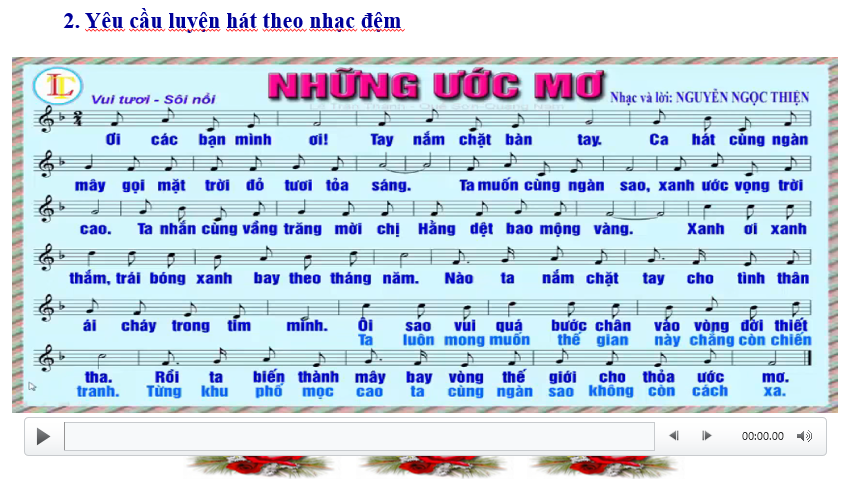 2. Yêu cầu luyện hát theo nhạc đệm
NHỮNG ƯỚC MƠ
Vui tươi - Sôi nổi
Nhạc và lời: NGUYỄN NGỌC THIỆN
Ơi các bạn mình ơi! Tay nắm chặt bàn tay. Ca hát cùng ngàn
mây gọi mặt trời đỏ tươi tỏa sáng. Ta muốn cùng ngàn sao, xanh ước vọng trời
cao. Ta nhắn cùng vầng trăng mời chị Hằng dệt bao mộng vàng. Xanh ơi xanh
thắm, trái bóng xanh bay theo tháng năm. Nào ta nắm chặt tay cho tình thân
ái cháy trong tim mình. Ôi sao vui quá bước chân vào vòng đời thiết
Ta luôn mong muốn thế gian này chẳng còn chiến
tha. Rồi ta biến thành mây bay vòng thế giới cho thỏa ước mơ.
tranh. Từng khu phố mọc cao ta cùng ngàn sao không còn cách xa.
00:00.00